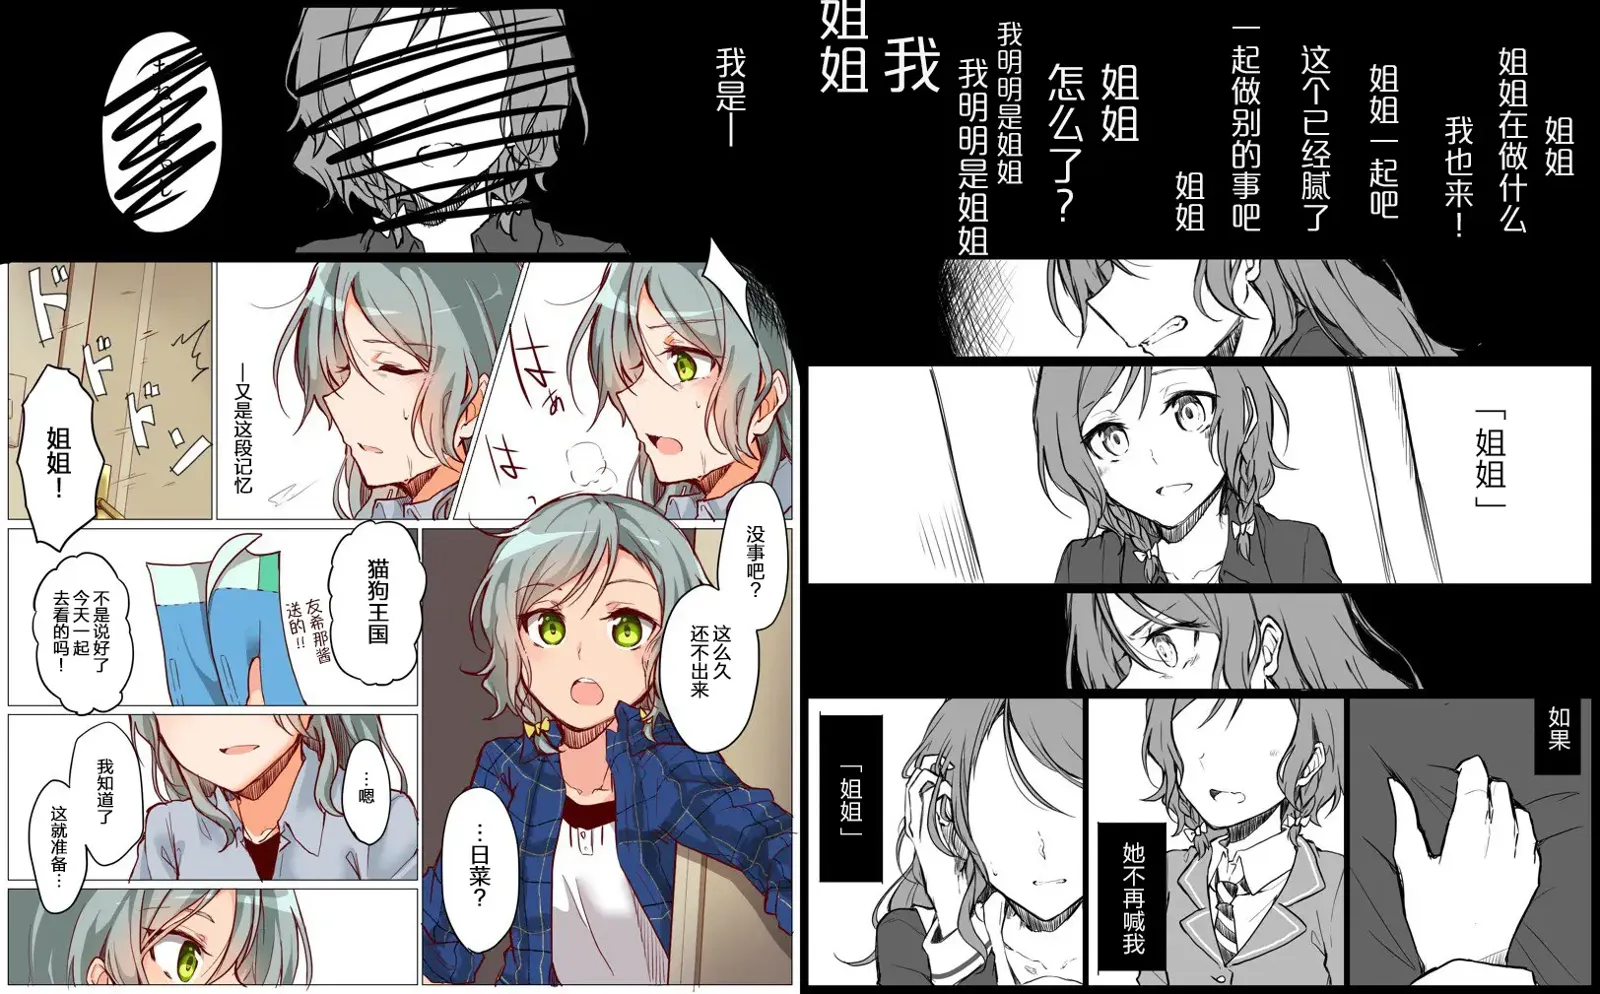 姐姐
姐姐在做什么
我也来！
姐姐一起吧
这个已经腻了
一起做别的事吧
姐姐
姐姐
怎么了？
我明明是姐姐
我明明是姐姐
我
姐姐
「姐姐」
如果
她不再喊我
「姐姐」
我是—
はぁ
はっ
—又是这段记忆
ドドドドン
姐姐！
没事吧？
这么久
还不出来
…日菜？
猫狗王国
友希那酱
送的!!
不是说好了
今天一起
去看的吗！
…嗯
我知道了
这就准备…